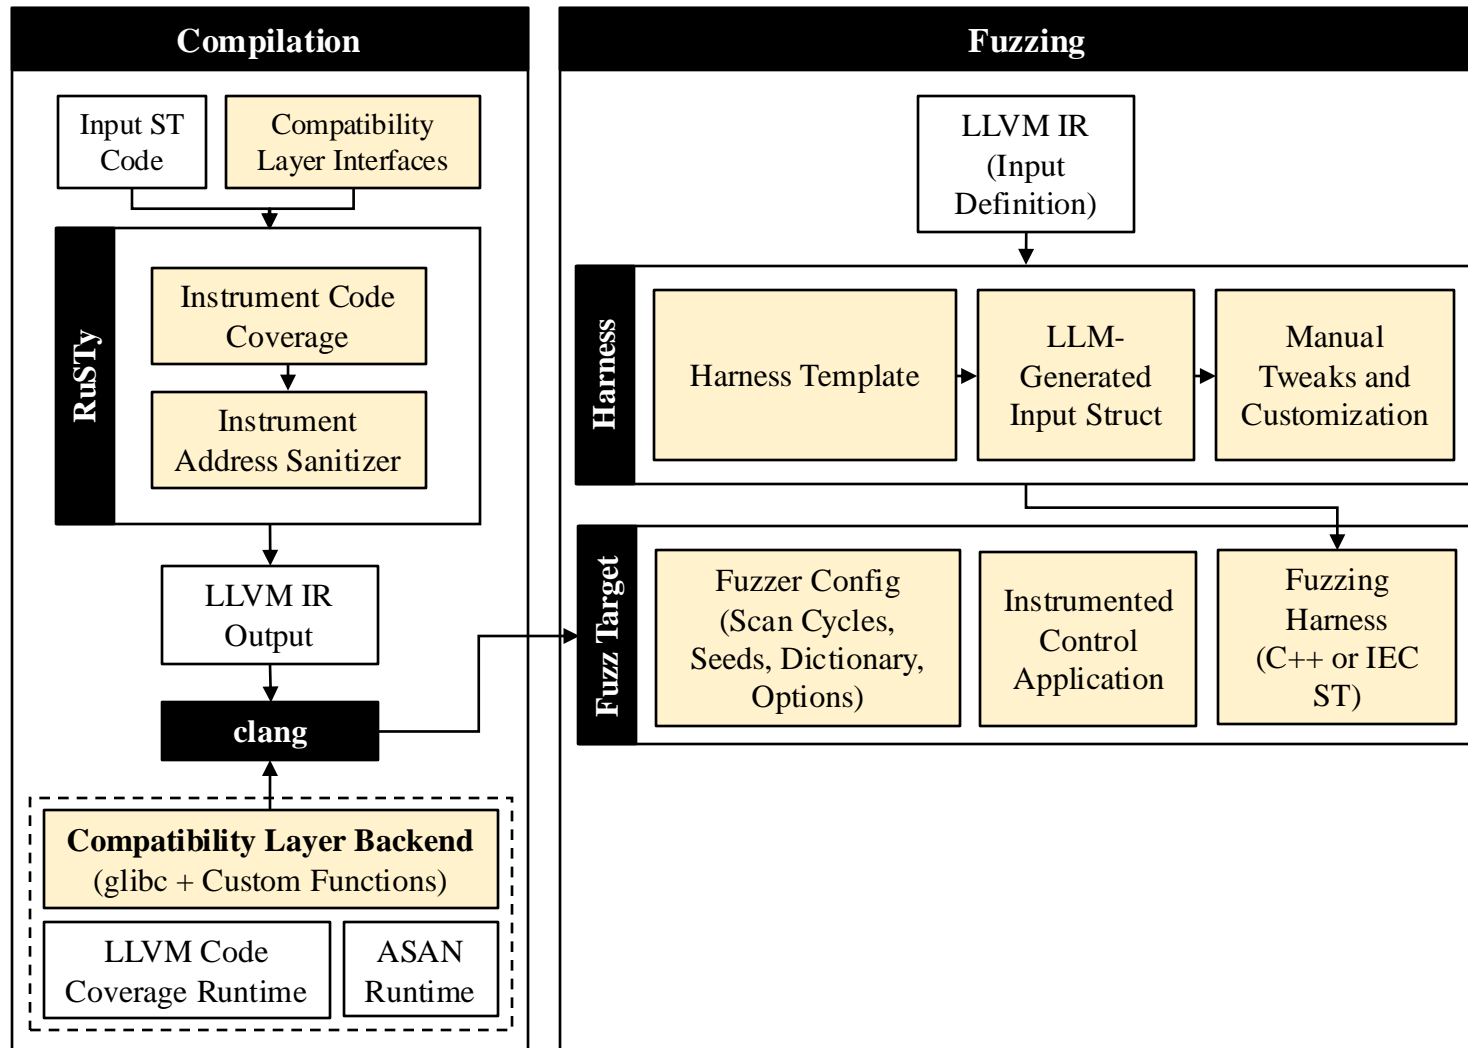 Compilation
Input ST
Code
Compatibility
Layer Interfaces
RuSTy
Instrument Code
Coverage
Instrument
Address Sanitizer
LLVM IR
Output
clang
Compatibility Layer Backend
(glibc + Custom Functions)
LLVM Code
Coverage Runtime
ASAN
Runtime
Fuzzing
LLVM IR
(Input
Definition)
Harness
Harness Template
LLM-
Generated
Input Struct
Manual
Tweaks and
Customization
Fuzz Target
Fuzzer Config
(Scan Cycles,
Seeds, Dictionary,
Options)
Instrumented
Control
Application
Fuzzing
Harness
(C++ or IEC
ST)